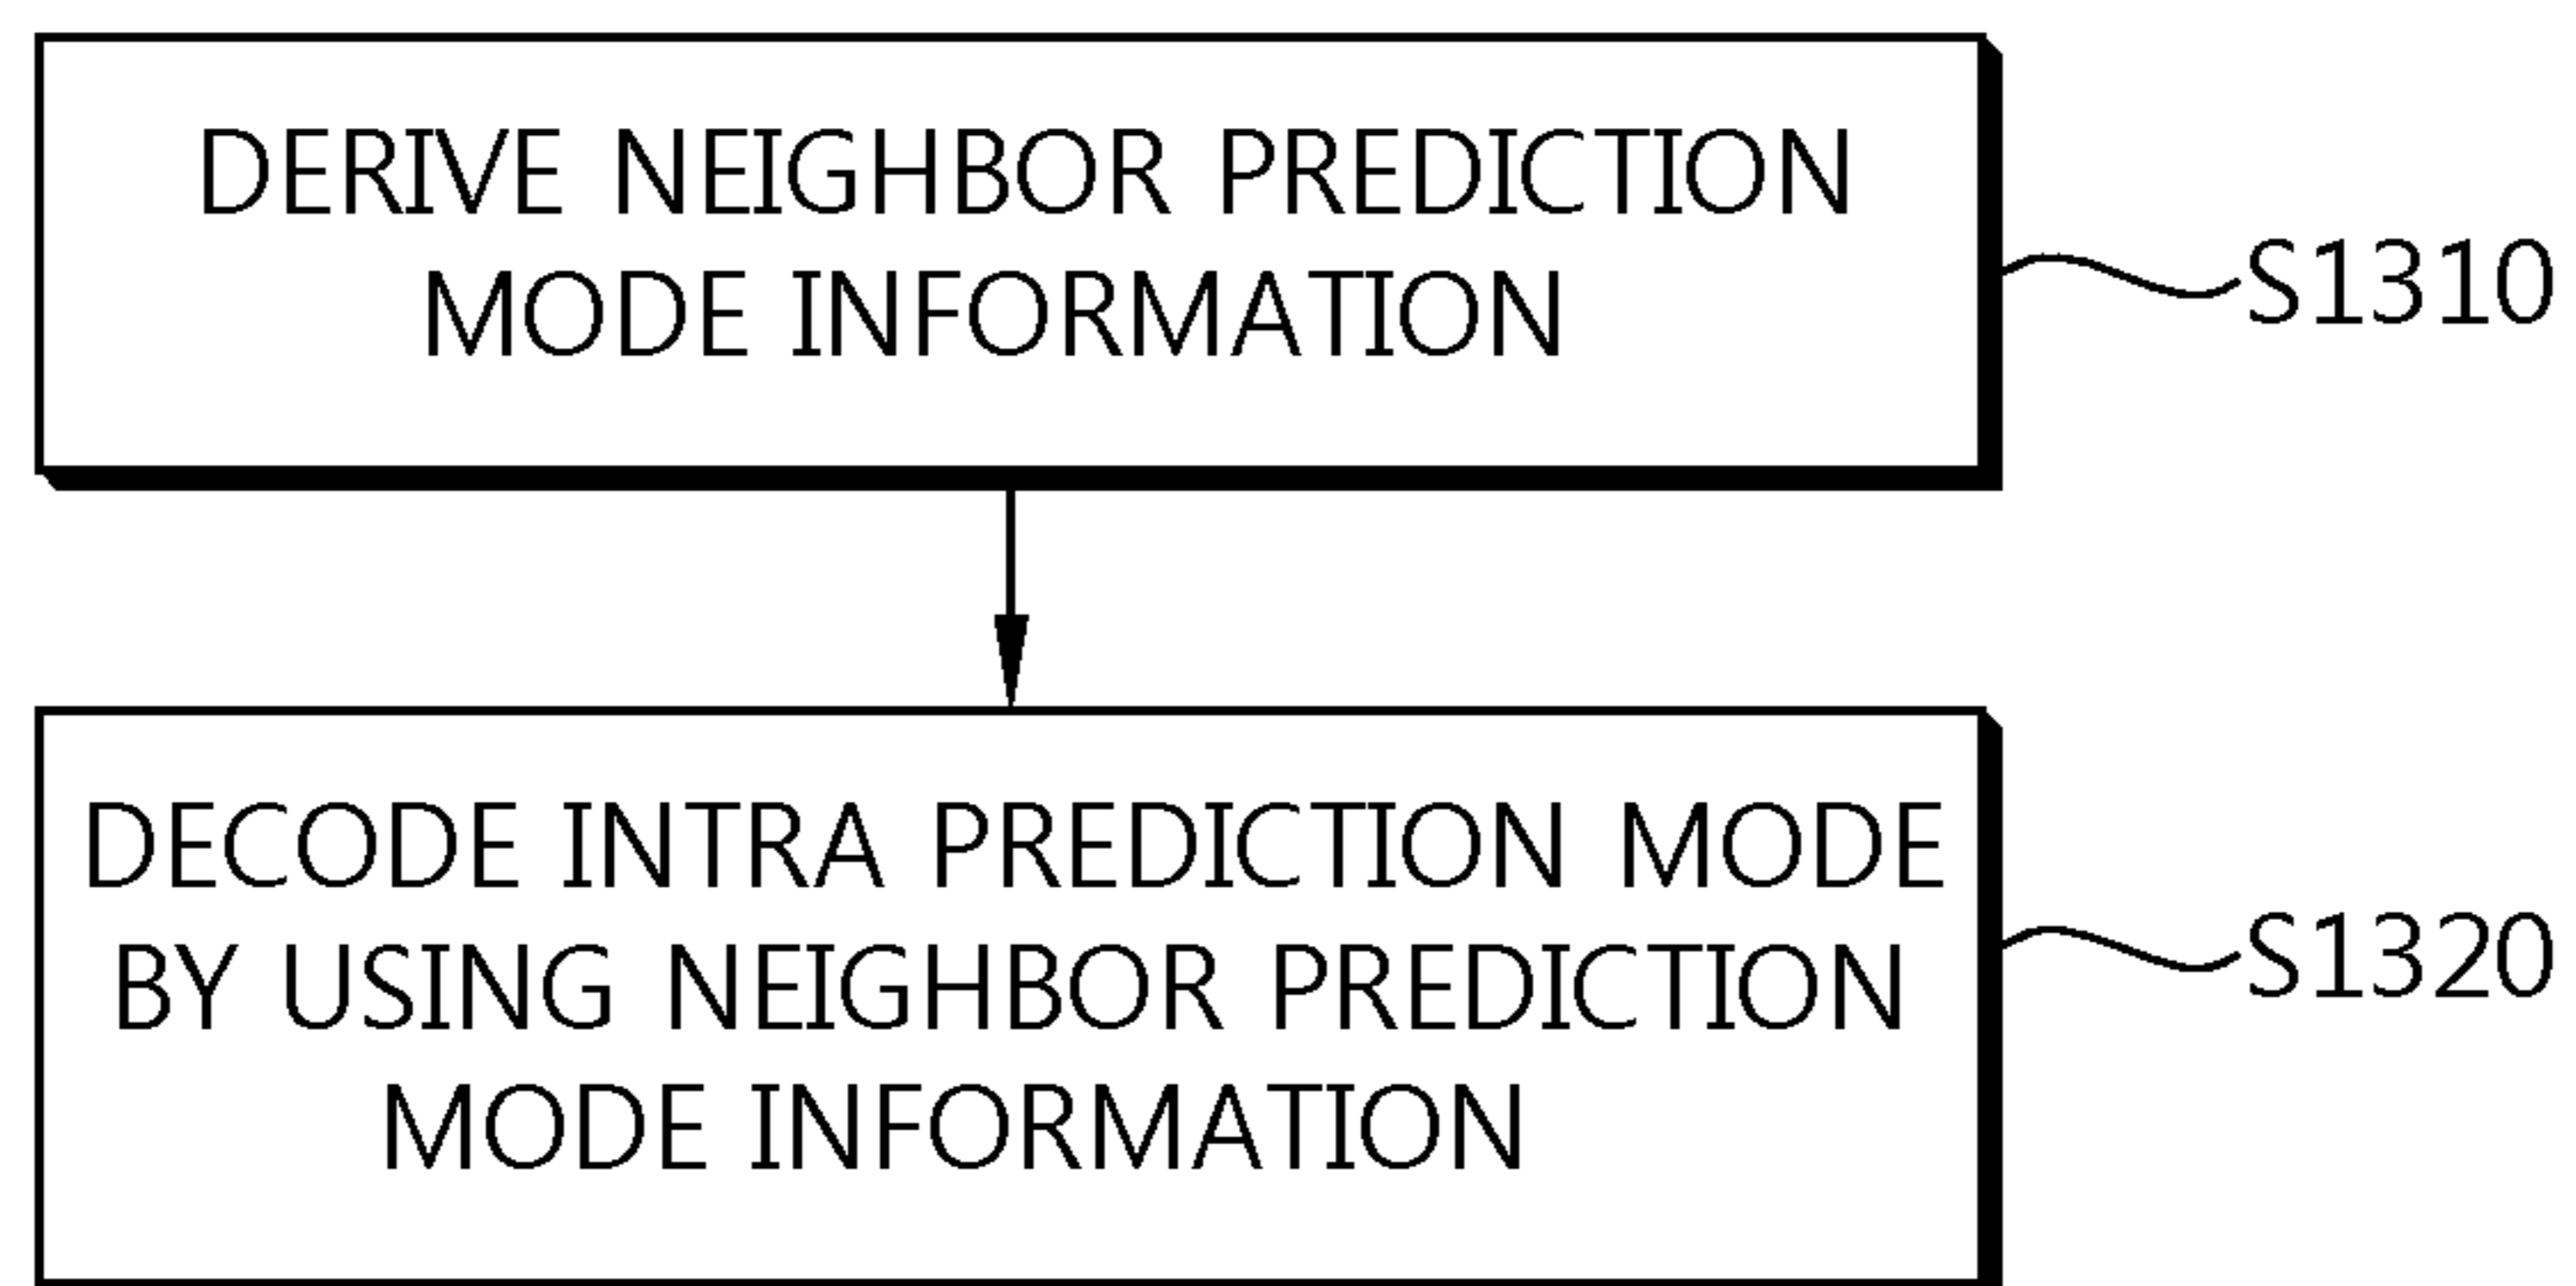 DERIVE NEIGHBOR PREDICTION
MODE INFORMATION
S1310
DECODE INTRA PREDICTION MODE
BY USING NEIGHBOR PREDICTION
MODE INFORMATION
S1320